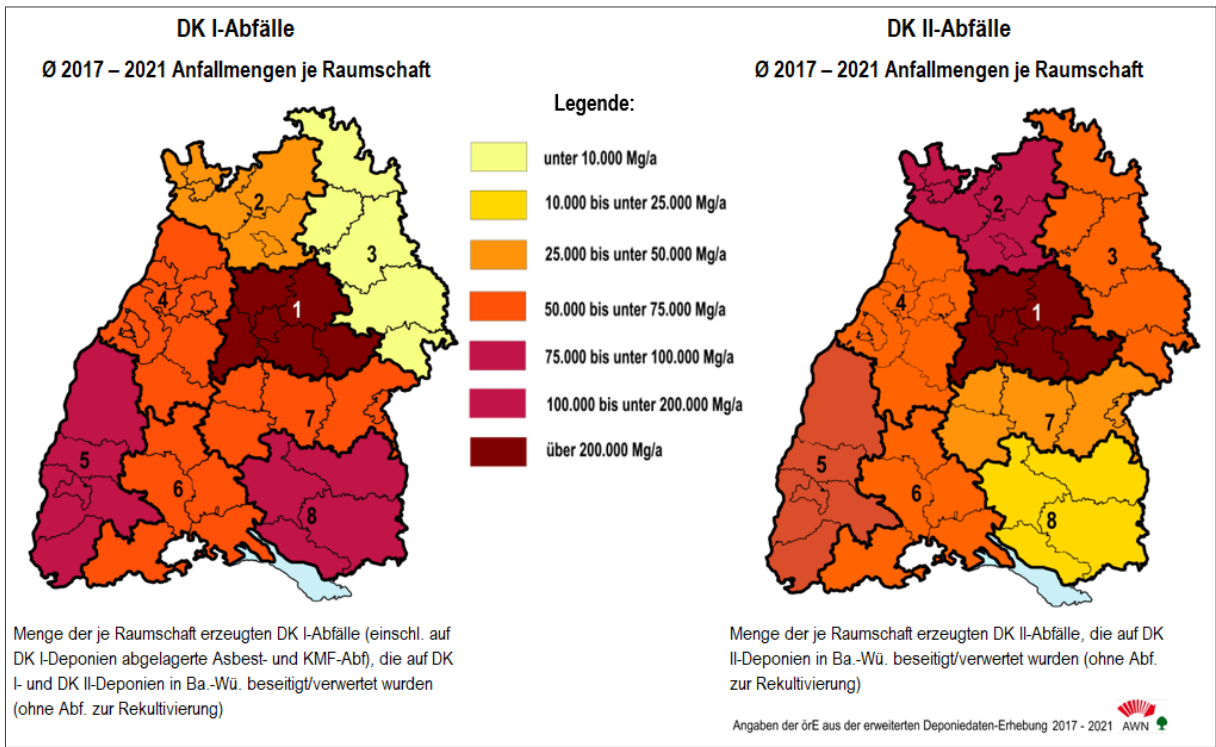 DK I-Abfälle
Ø 2017 – 2021 Anfallmengen je Raumschaft
2
3
4
1
7
5
6
8
Menge der je Raumschaft erzeugten DK I-Abfälle (einschl. auf
DK I-Deponien abgelagerte Asbest- und KMF-Abf), die auf DK
I- und DK II-Deponien in Ba.-Wü. beseitigt/verwertet wurden
(ohne Abf. zur Rekultivierung)
Legende:
unter 10.000 Mg/a
10.000 bis unter 25.000 Mg/a
25.000 bis unter 50.000 Mg/a
50.000 bis unter 75.000 Mg/a
75.000 bis unter 100.000 Mg/a
100.000 bis unter 200.000 Mg/a
über 200.000 Mg/a
DK II-Abfälle
Ø 2017 – 2021 Anfallmengen je Raumschaft
2
3
4
1
7
5
6
8
Menge der je Raumschaft erzeugten DK II-Abfälle, die auf DK
II-Deponien in Ba.-Wü. beseitigt/verwertet wurden (ohne Abf.
zur Rekultivierung)
Angaben der örE aus der erweiterten Deponiedaten-Erhebung 2017 - 2021
AWN